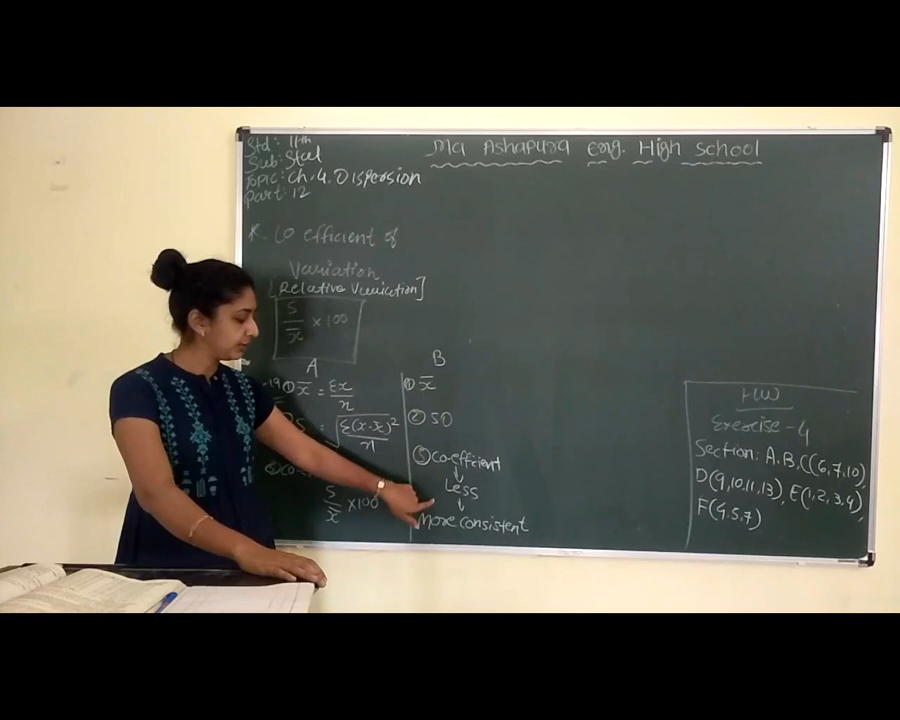 Std: 11th
Sub: Stat
Topic: Ch.4. Dispersion
Part: 12
Ma Ashapura Eng. High School
* Co efficient of
Variation
[Relative Variation]
S
x̄ × 100
A
① x̄ = Σx
n
S = √Σ(x-x̄)²
n
S
x̄ ×100
B
① x̄
② SD
③ Co-efficient
↓
Less
↓
More consistent
HW
Exercise-4
Section: A, B, C(6,7,10),
D(9,10,11,13), E(1,2,3,4),
F(4,5,7)